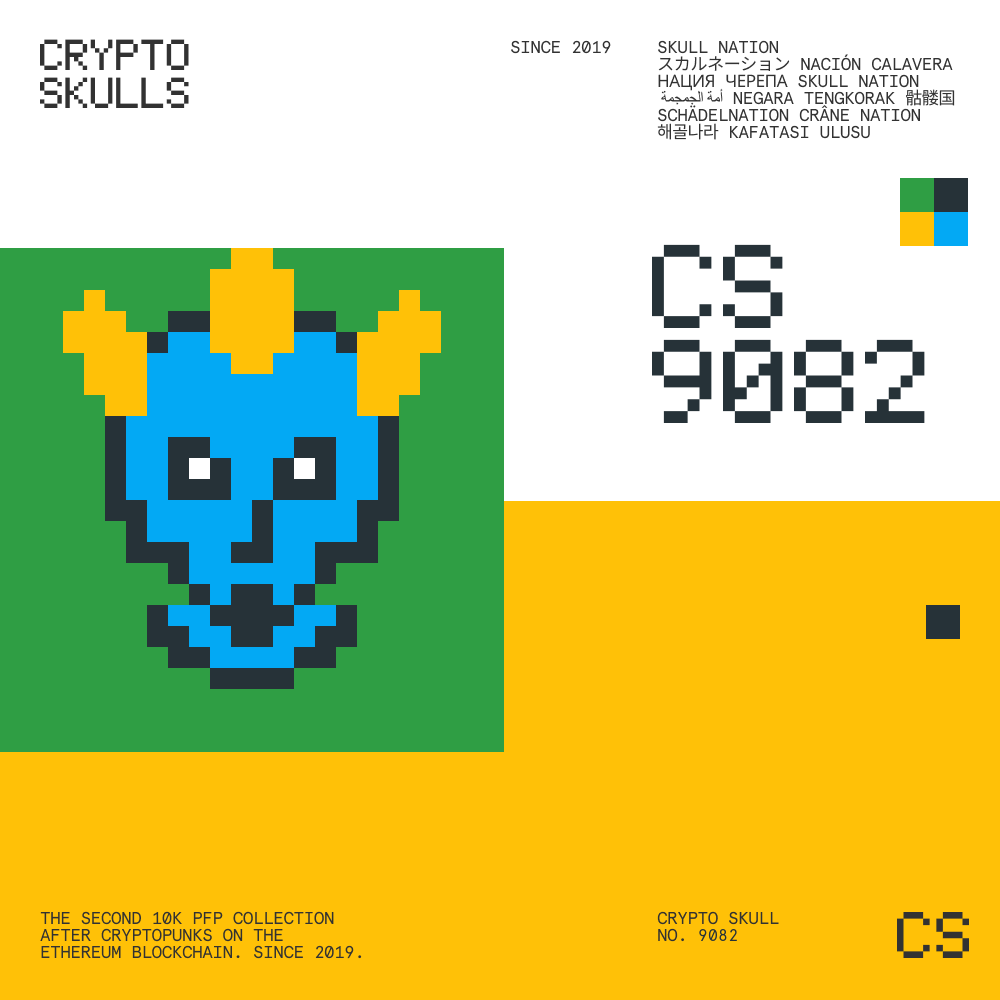 CRYPTO
SKULLS
SINCE 2019
SKULL NATION
スカルネーション NACIÓN CALAVERA
НАЦИЯ ЧЕРЕПА SKULL NATION
أمة الجمجمة NEGARA TENGKORAK 骷髅国
SCHÄDELNATION CRÂNE NATION
해골나라 KAFATASI ULUSU
CS
9082
THE SECOND 10K PFP COLLECTION
AFTER CRYPTOPUNKS ON THE
ETHEREUM BLOCKCHAIN. SINCE 2019.
CRYPTO SKULL
NO. 9082
CS